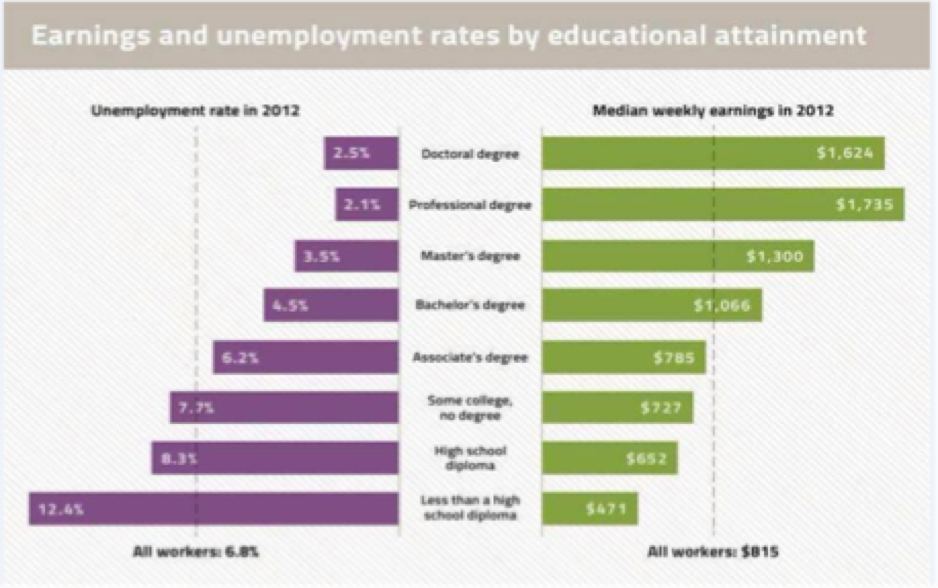 Earnings and unemployment rates by educational attainment
Unemployment rate in 2012
Median weekly earnings in 2012
2.5%
Doctoral degree
$1,624
2.1%
Professional degree
$1,735
3.5%
Master's degree
$1,300
4.5%
Bachelor's degree
$1,066
6.2%
Associate's degree
$785
7.7%
Some college,
no degree
$727
8.3%
High school
diploma
$652
12.4%
Less than a high
school diploma
$471
All workers: 6.8%
All workers: $815